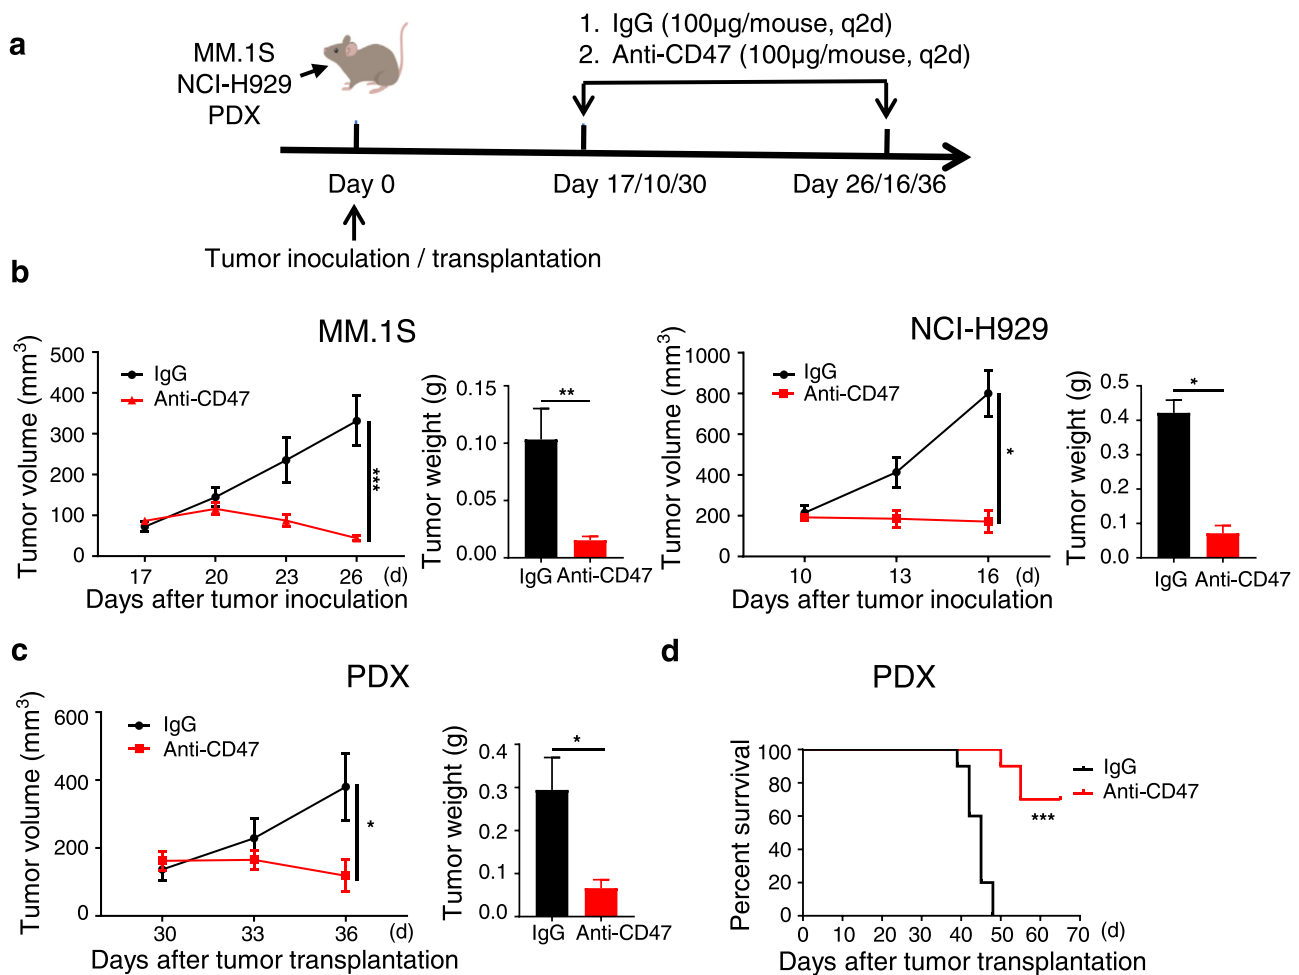 a
MM.1S
NCI-H929
PDX
1. IgG (100µg/mouse, q2d)
2. Anti-CD47 (100µg/mouse, q2d)
Day 0
Day 17/10/30
Day 26/16/36
Tumor inoculation / transplantation
b
MM.1S
Tumor volume (mm³)
500
400
300
200
100
0
IgG
Anti-CD47
***
17 20 23 26 (d)
Days after tumor inoculation
Tumor weight (g)
0.15
0.10
0.05
0.00
**
IgG Anti-CD47
NCI-H929
Tumor volume (mm³)
1000
800
600
400
200
0
IgG
Anti-CD47
*
10 13 16 (d)
Days after tumor inoculation
Tumor weight (g)
0.5
0.4
0.3
0.2
0.1
0.0
*
IgG Anti-CD47
c
PDX
Tumor volume (mm³)
600
400
200
0
IgG
Anti-CD47
*
30 33 36 (d)
Days after tumor transplantation
Tumor weight (g)
0.4
0.3
0.2
0.1
0.0
*
IgG Anti-CD47
d
PDX
Percent surrvival
100
80
60
40
20
0
IgG
Anti-CD47
***
0 10 20 30 40 50 60 70 (d)
Days after tumor transplantation